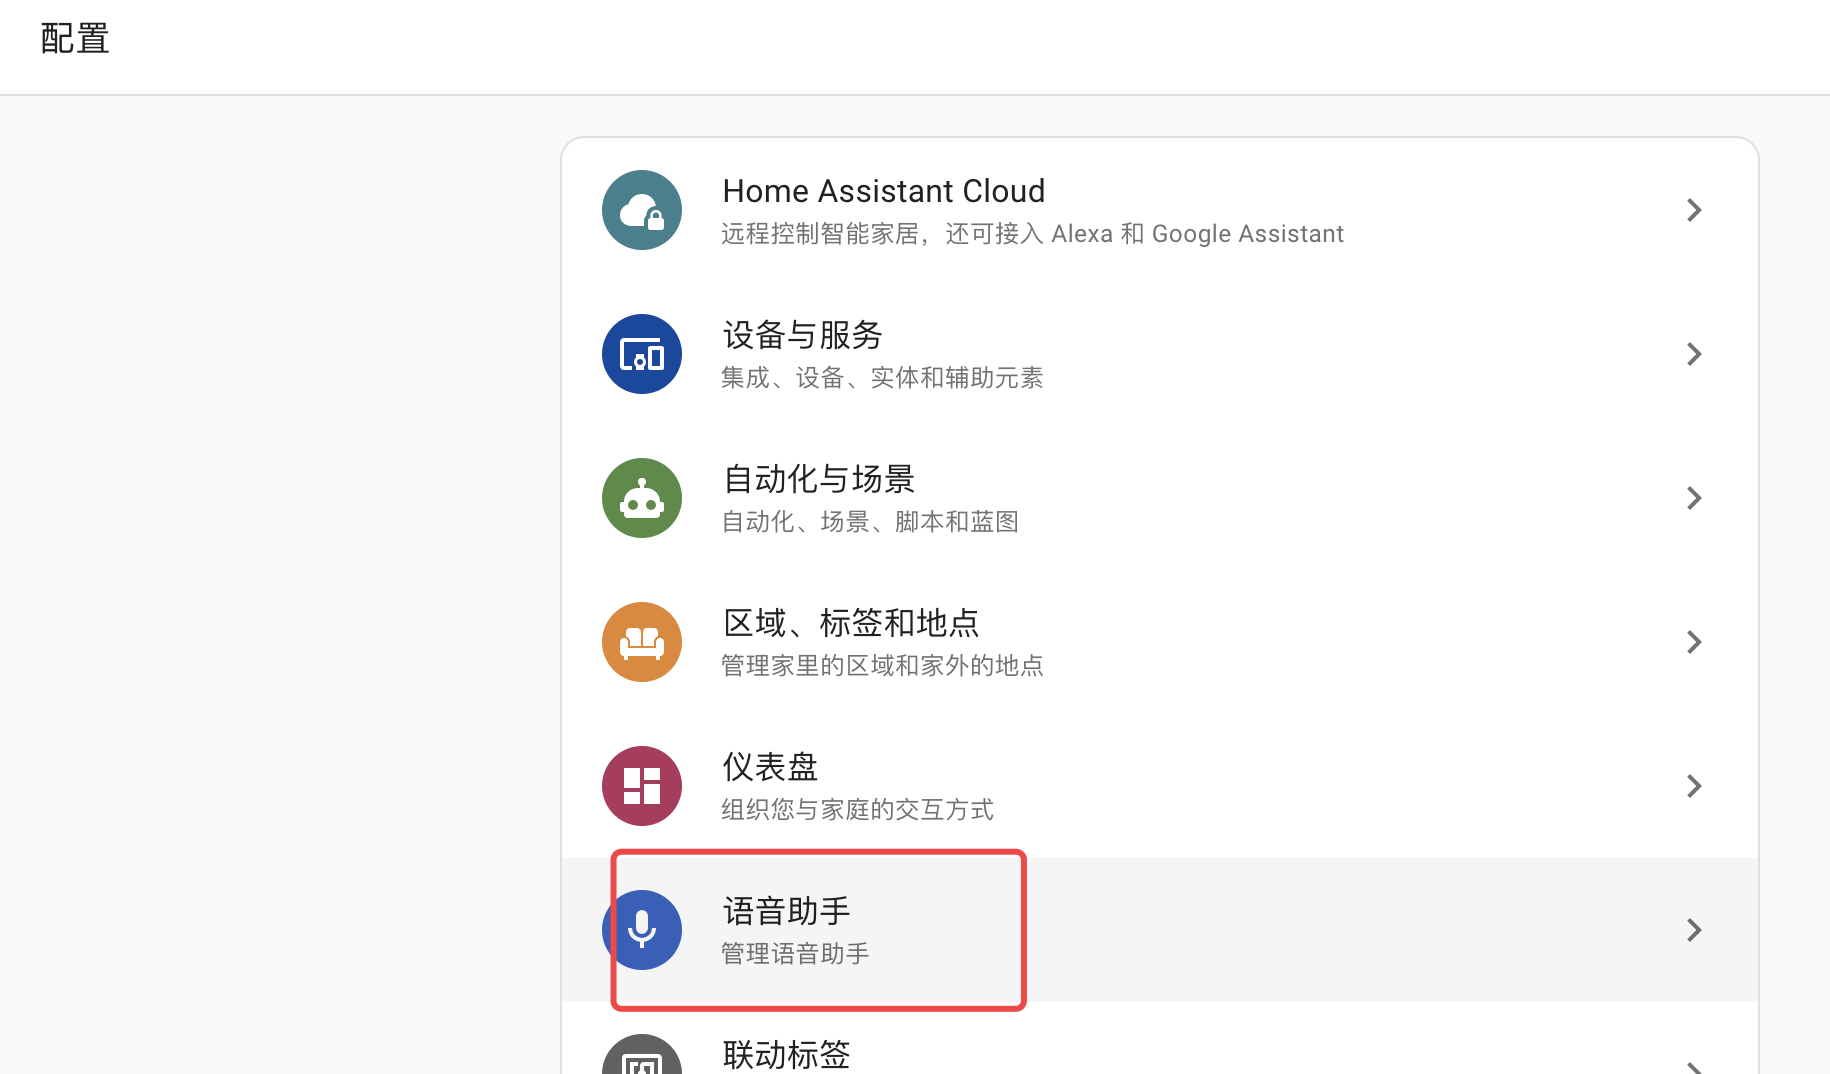 配置
Home Assistant Cloud
远程控制智能家居，还可接入 Alexa 和 Google Assistant
设备与服务
集成、设备、实体和辅助元素
自动化与场景
自动化、场景、脚本和蓝图
区域、标签和地点
管理家里的区域和家外的地点
仪表盘
组织您与家庭的交互方式
语音助手
管理语音助手
联动标签